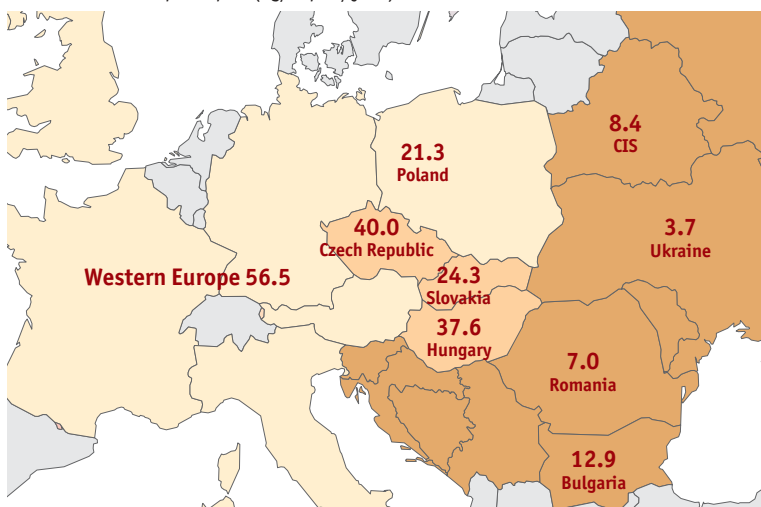 8.4
CIS
21.3
Poland
40.0
Czech Republic
3.7
Ukraine
Western Europe 56.5
24.3
Slovakia
37.6
Hungary
7.0
Romania
12.9
Bulgaria